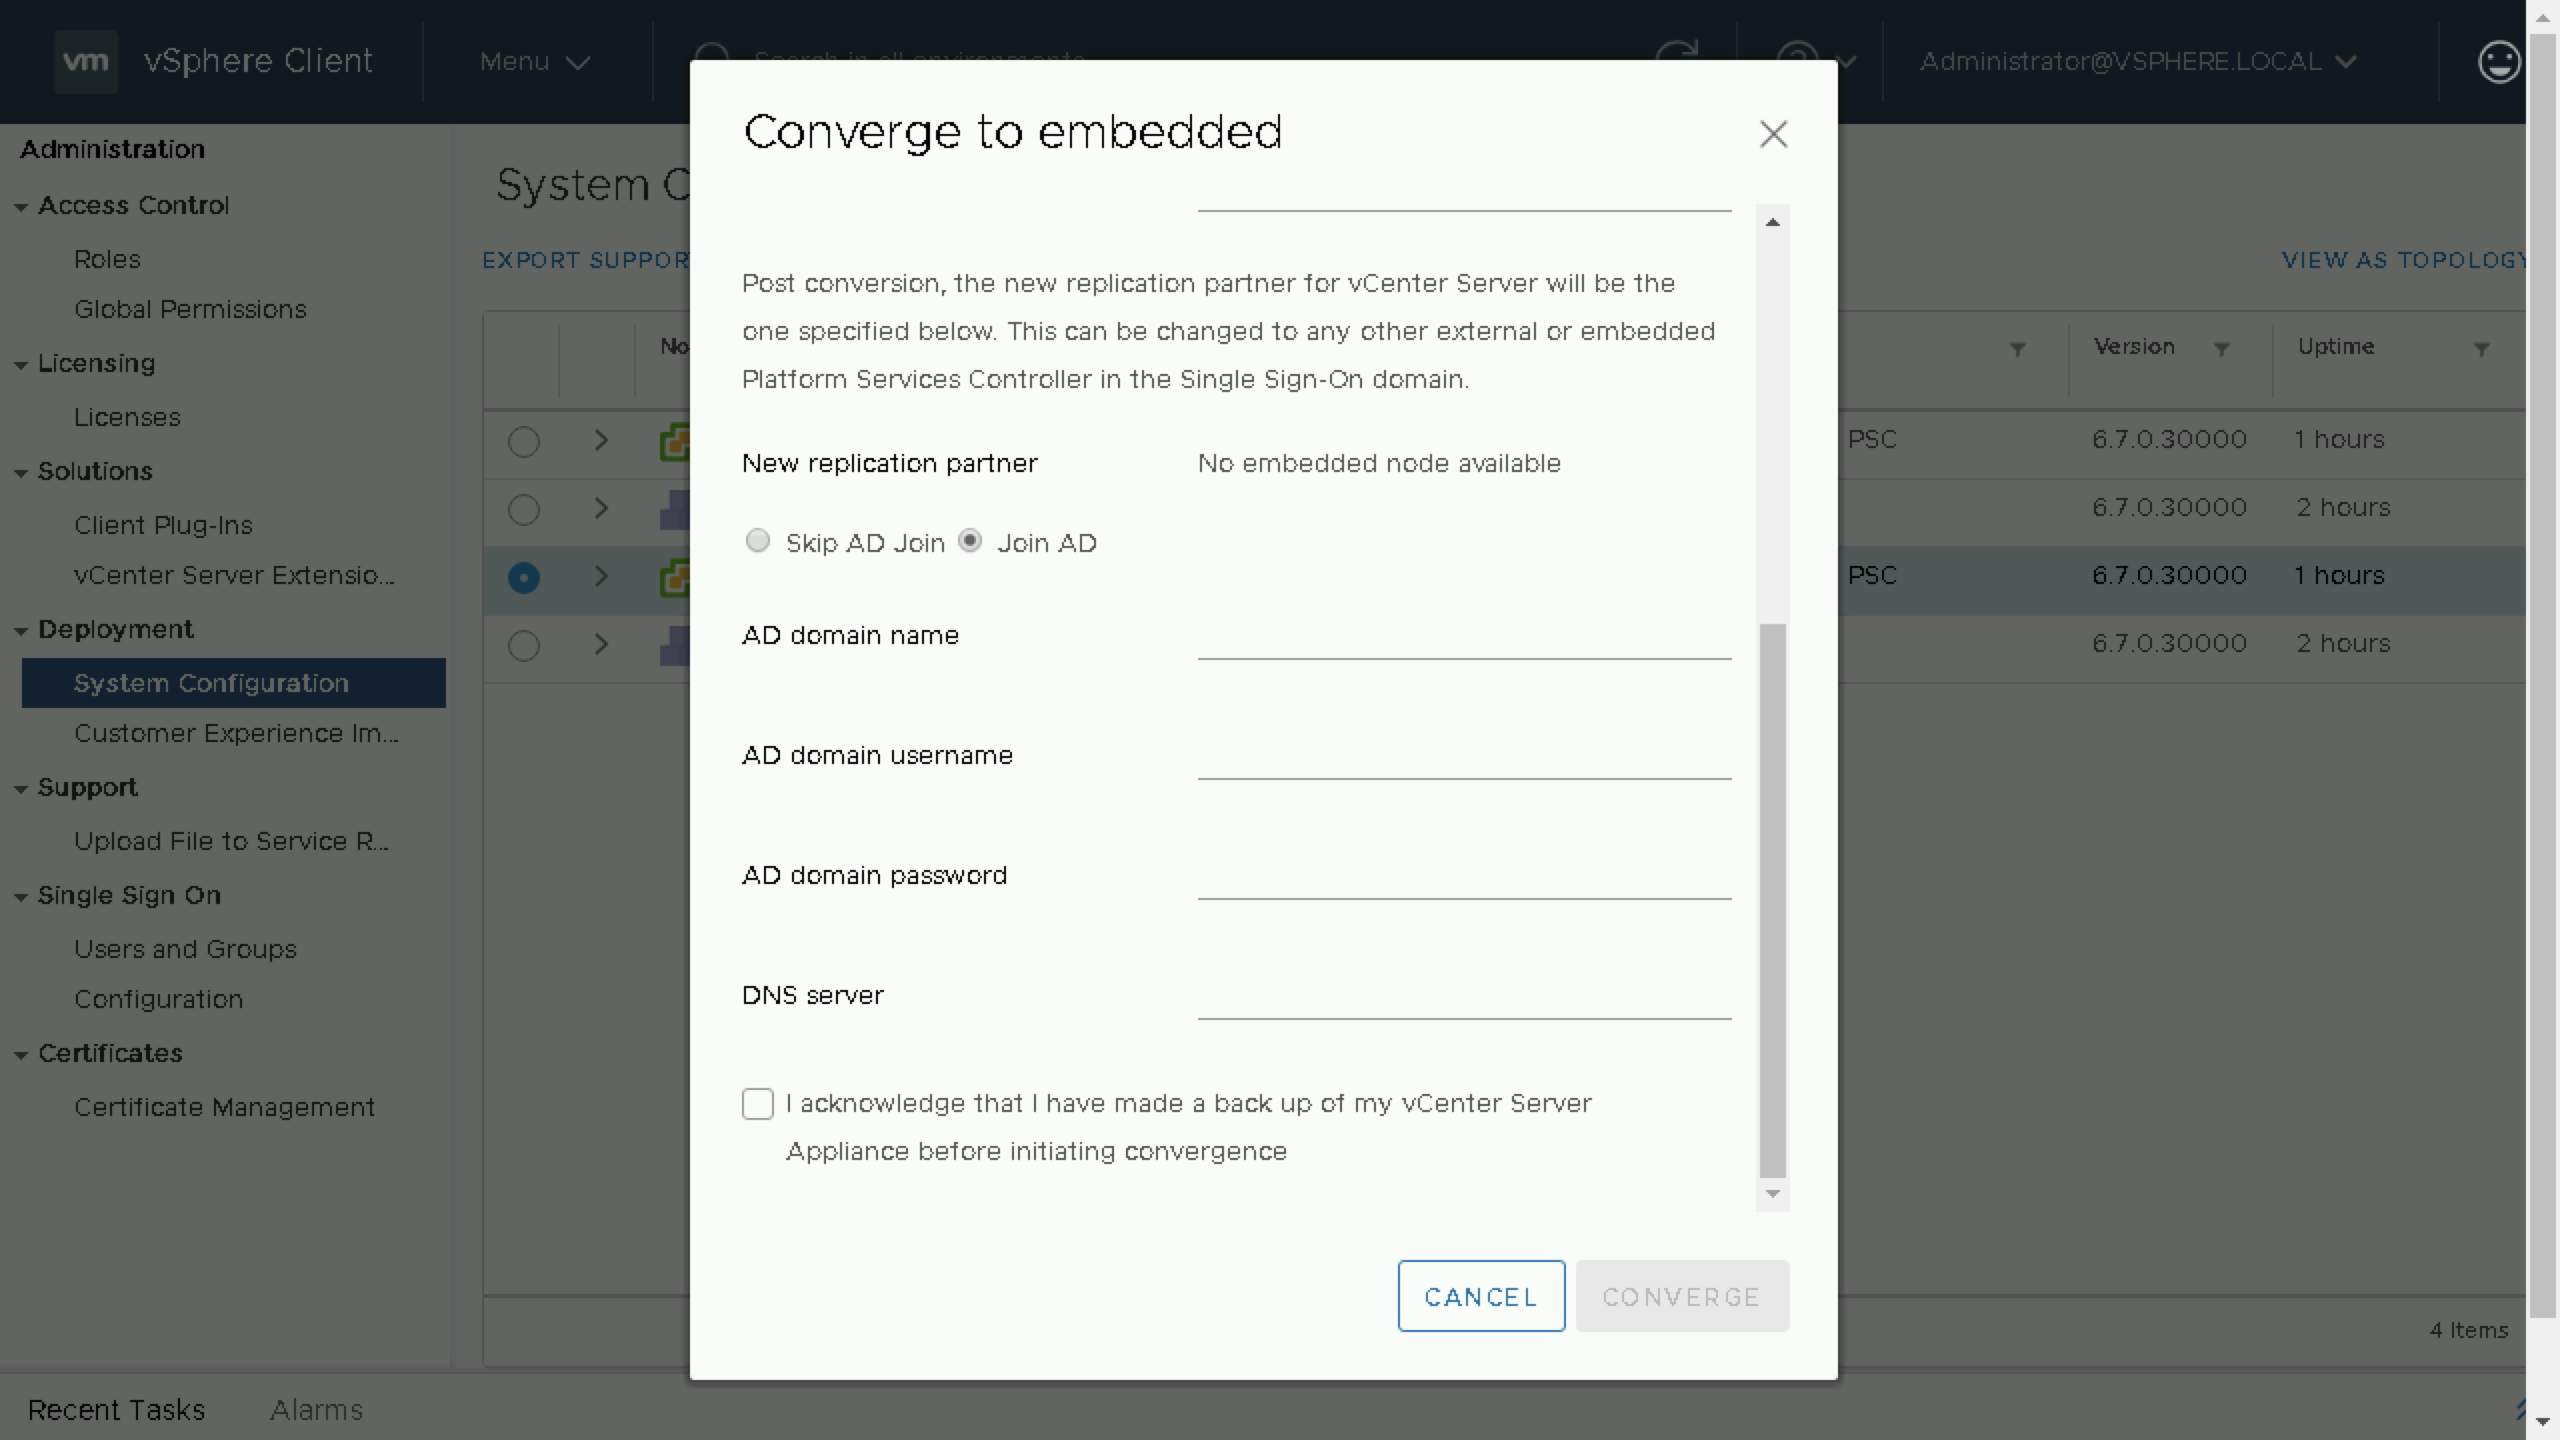 vm vSphere Client Menu Search in all environments Administrator@VSPHERE.LOCAL
Administration
Access Control
Roles
Global Permissions
Licensing
Licenses
Solutions
Client Plug-Ins
vCenter Server Extensio...
Deployment
System Configuration
Customer Experience Im...
Support
Upload File to Service R...
Single Sign On
Users and Groups
Configuration
Certificates
Certificate Management
System C
EXPORT SUPPOR
VIEW AS TOPOLOGY
No
Version Uptime
PSC 6.7.0.30000 1 hours
6.7.0.30000 2 hours
PSC 6.7.0.30000 1 hours
6.7.0.30000 2 hours
4 Items
Converge to embedded
Post conversion, the new replication partner for vCenter Server will be the
one specified below. This can be changed to any other external or embedded
Platform Services Controller in the Single Sign-On domain.
New replication partner No embedded node available
Skip AD Join Join AD
AD domain name
AD domain username
AD domain password
DNS server
I acknowledge that I have made a back up of my vCenter Server
Appliance before initiating convergence
CANCEL CONVERGE
Recent Tasks Alarms